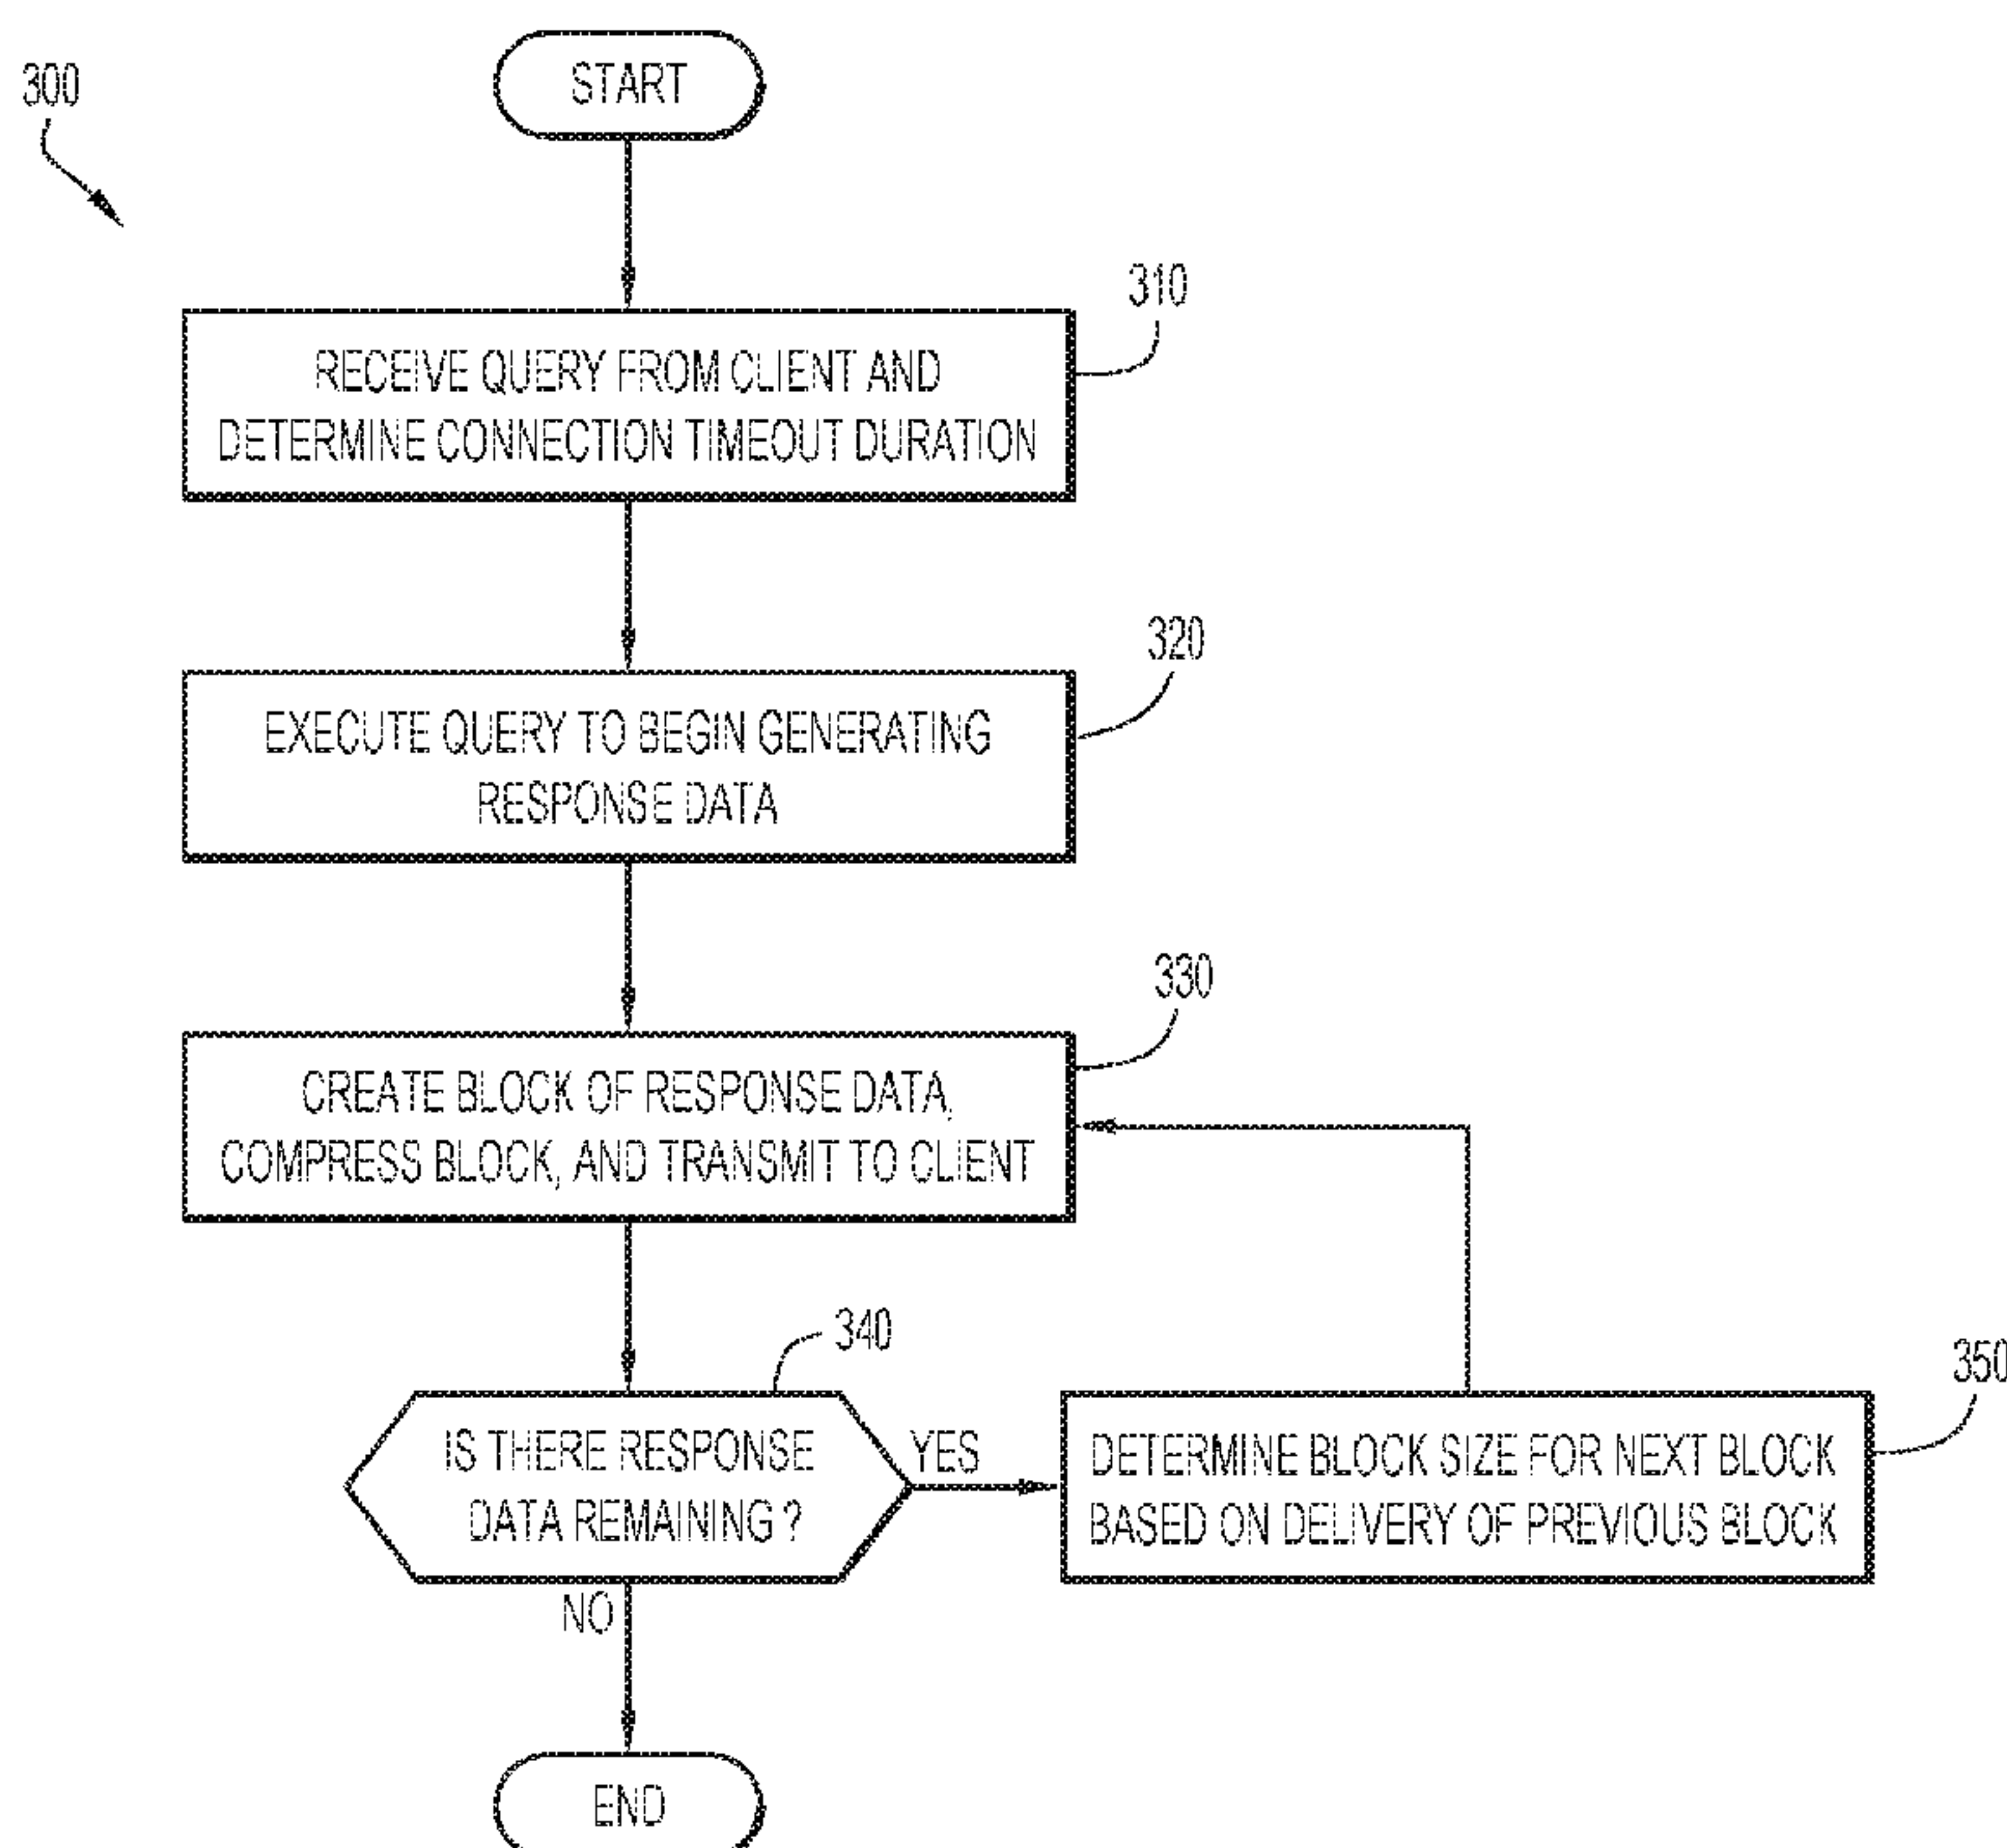 300
START
310
RECEIVE QUERY FROM CLIENT AND
DETERMINE CONNECTION TIMEOUT DURATION
320
EXECUTE QUERY TO BEGIN GENERATING
RESPONSE DATA
330
CREATE BLOCK OF RESPONSE DATA,
COMPRESS BLOCK, AND TRANSMIT TO CLIENT
340
IS THERE RESPONSE
DATA REMAINING ?
YES
350
DETERMINE BLOCK SIZE FOR NEXT BLOCK
BASED ON DELIVERY OF PREVIOUS BLOCK
NO
END